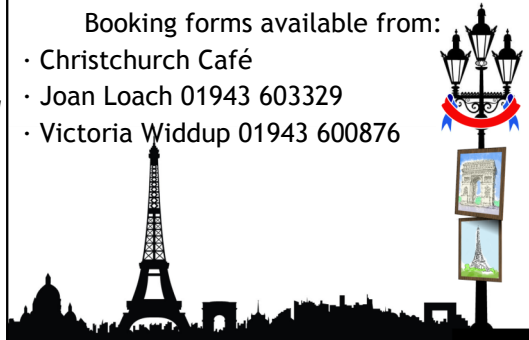 Booking forms available from:
· Christchurch Café
· Joan Loach 01943 603329
· Victoria Widdup 01943 600876